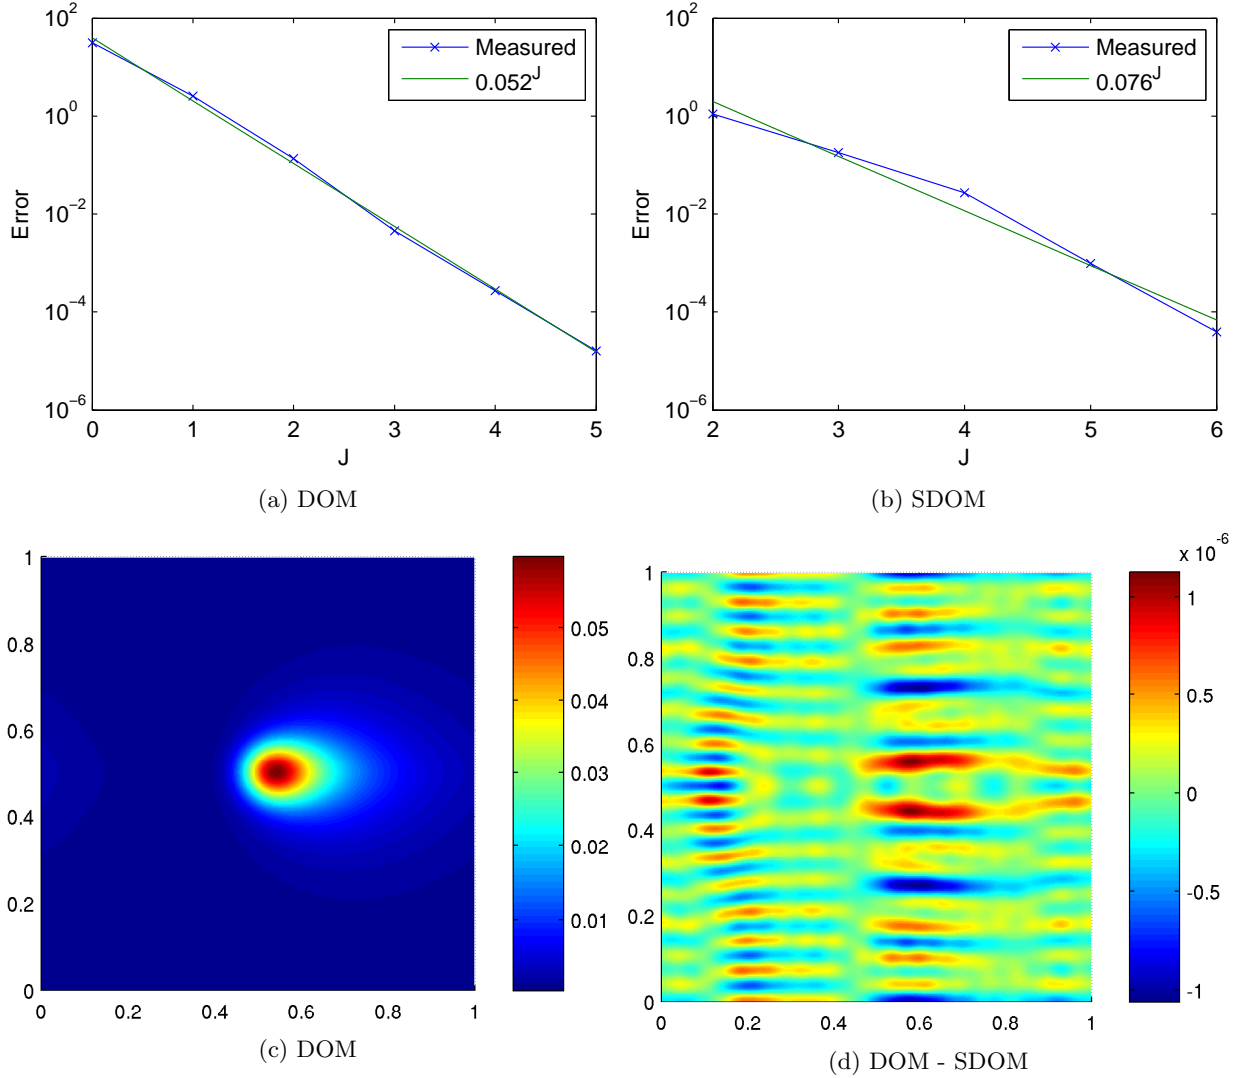 10^2
10^0
10^−2
10^−4
10^−6
Error
0 1 2 3 4 5
J
Measured
0.052^J
(a) DOM
10^2
10^0
10^−2
10^−4
10^−6
Error
2 3 4 5 6
J
Measured
0.076^J
(b) SDOM
1
0.8
0.6
0.4
0.2
0
0 0.2 0.4 0.6 0.8 1
0.05
0.04
0.03
0.02
0.01
(c) DOM
1
0.8
0.6
0.4
0.2
0
0 0.2 0.4 0.6 0.8 1
x 10^-6
1
0.5
0
-0.5
-1
(d) DOM - SDOM